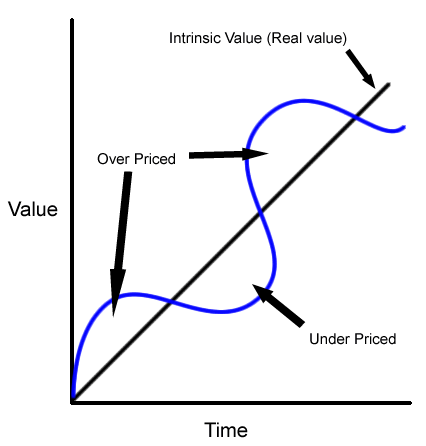 Intrinsic Value (Real value)
Over Priced
Value
Under Priced
Time